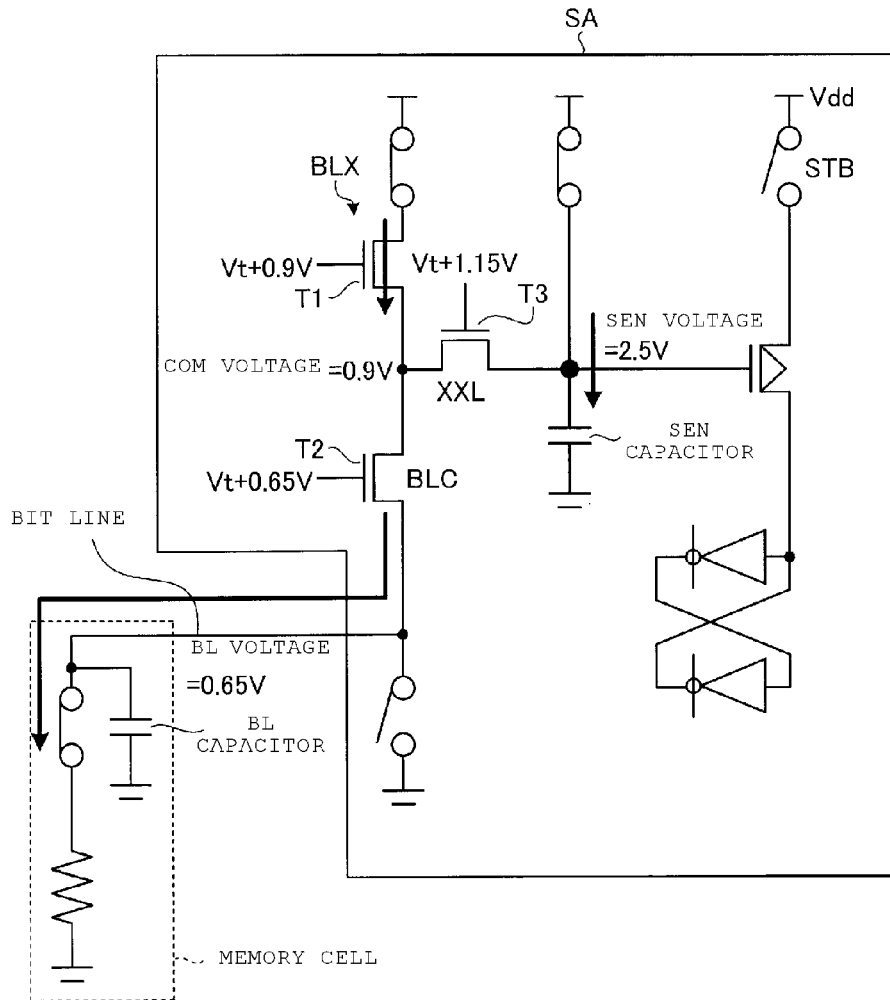 SA
Vdd
BLX
STB
Vt+0.9V
Vt+1.15V
T1
T3
SEN VOLTAGE
=2.5V
COM VOLTAGE =0.9V
XXL
T2
SEN
CAPACITOR
Vt+0.65V
BLC
BIT LINE
BL VOLTAGE
=0.65V
BL
CAPACITOR
MEMORY CELL